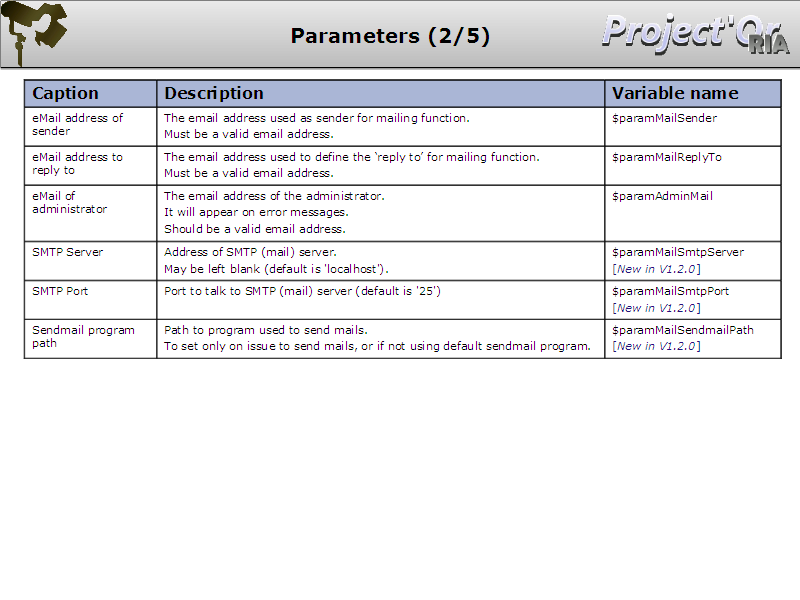 Parameters (2/5)
Project'Or
RIA
Caption Description Variable name
eMail address of
sender
The email address used as sender for mailing function.
Must be a valid email address.
$paramMailSender
eMail address to
reply to
The email address used to define the ‘reply to’ for mailing function.
Must be a valid email address.
$paramMailReplyTo
eMail of
administrator
The email address of the administrator.
It will appear on error messages.
Should be a valid email address.
$paramAdminMail
SMTP Server
Address of SMTP (mail) server.
May be left blank (default is 'localhost').
$paramMailSmtpServer
[New in V1.2.0]
SMTP Port
Port to talk to SMTP (mail) server (default is '25')
$paramMailSmtpPort
[New in V1.2.0]
Sendmail program
path
Path to program used to send mails.
To set only on issue to send mails, or if not using default sendmail program.
$paramMailSendmailPath
[New in V1.2.0]